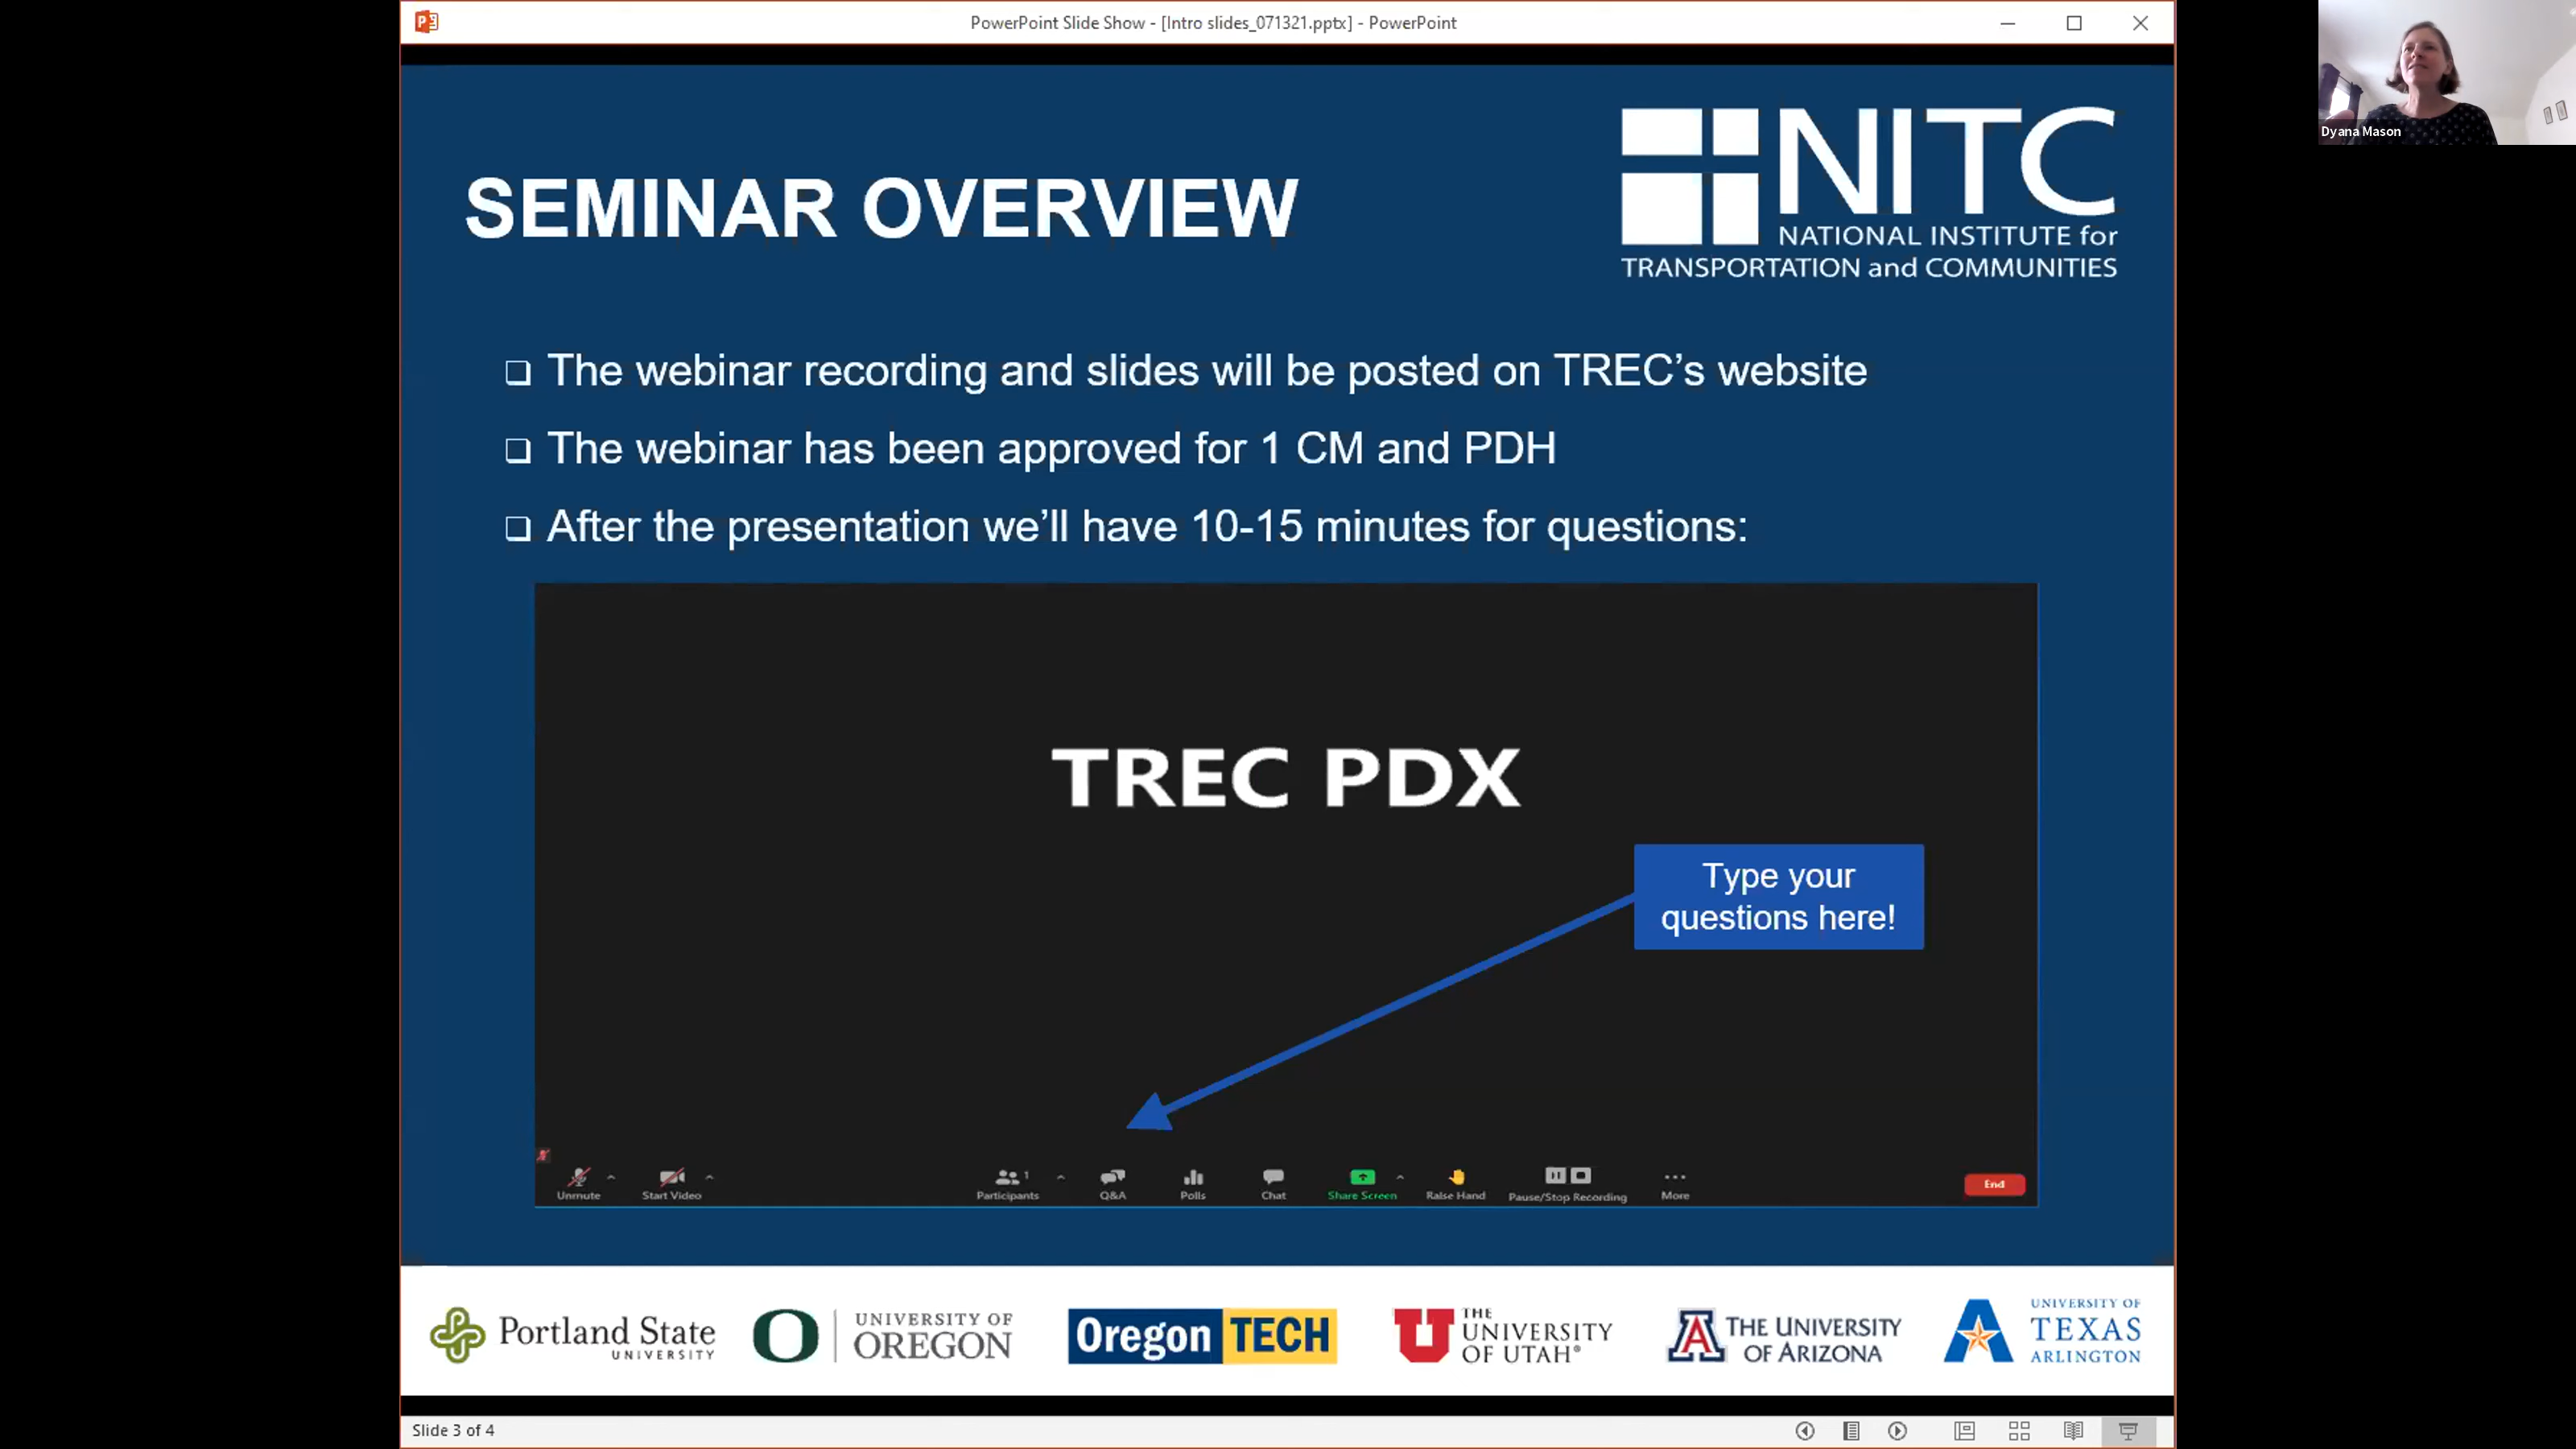 PowerPoint Slide Show - [Intro slides_071321.pptx] - PowerPoint
Dyana Mason
SEMINAR OVERVIEW
NITC
NATIONAL INSTITUTE for
TRANSPORTATION and COMMUNITIES
❑ The webinar recording and slides will be posted on TREC’s website
❑ The webinar has been approved for 1 CM and PDH
❑ After the presentation we’ll have 10-15 minutes for questions:
TREC PDX
Type your
questions here!
Unmute
Start Video
1
Participants
Q&A
Polls
Chat
Share Screen
Raise Hand
Pause/Stop Recording
More
End
Portland State
UNIVERSITY
UNIVERSITY OF
OREGON
Oregon TECH
THE
UNIVERSITY
OF UTAH®
THE UNIVERSITY
OF ARIZONA
UNIVERSITY OF
TEXAS
ARLINGTON
Slide 3 of 4